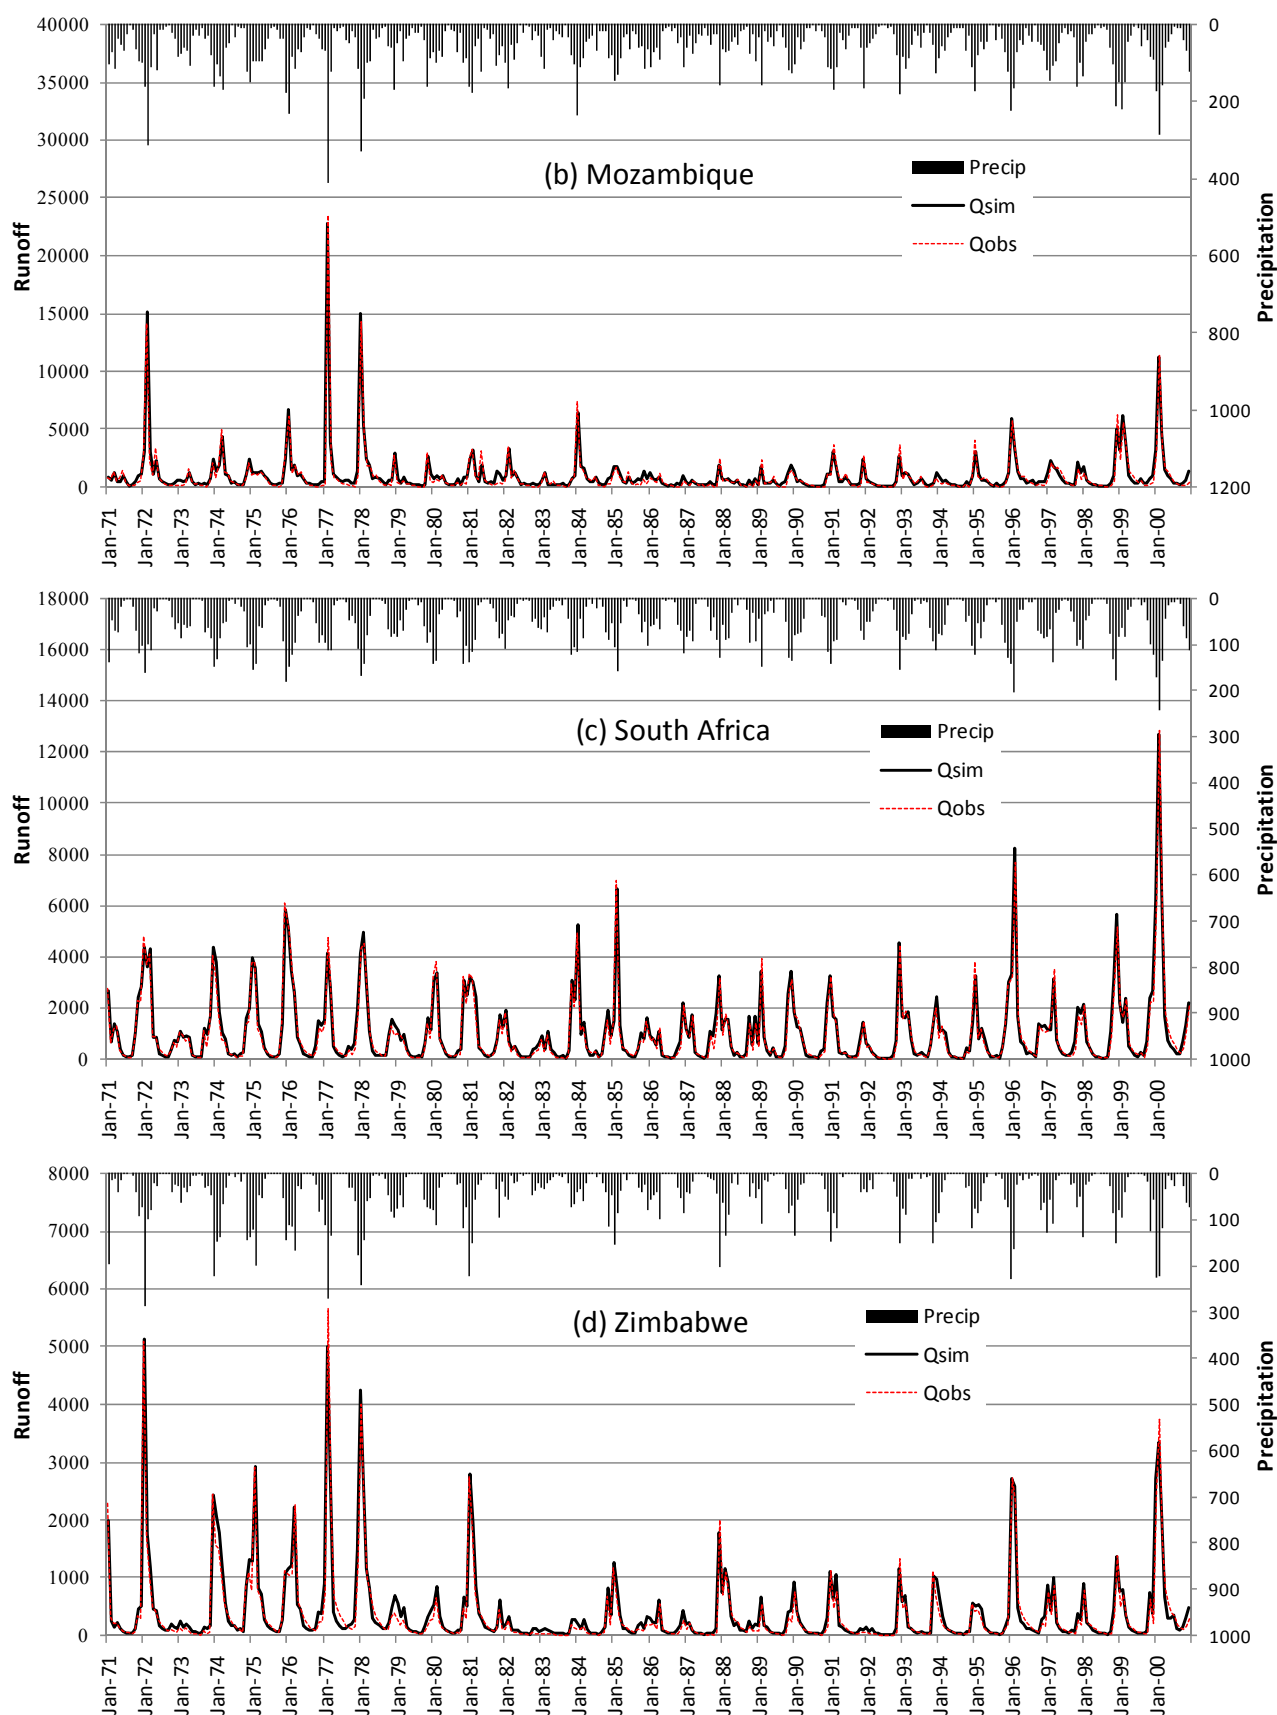 40000
35000
30000
25000
20000
15000
10000
5000
0
Runoff
(b) Mozambique
Precip
Qsim
Qobs
0
200
400
600
800
1000
1200
Precipitation
Jan-71
Jan-72
Jan-73
Jan-74
Jan-75
Jan-76
Jan-77
Jan-78
Jan-79
Jan-80
Jan-81
Jan-82
Jan-83
Jan-84
Jan-85
Jan-86
Jan-87
Jan-88
Jan-89
Jan-90
Jan-91
Jan-92
Jan-93
Jan-94
Jan-95
Jan-96
Jan-97
Jan-98
Jan-99
Jan-00
18000
16000
14000
12000
10000
8000
6000
4000
2000
0
Runoff
(c) South Africa
Precip
Qsim
Qobs
0
100
200
300
400
500
600
700
800
900
1000
Precipitation
Jan-71
Jan-72
Jan-73
Jan-74
Jan-75
Jan-76
Jan-77
Jan-78
Jan-79
Jan-80
Jan-81
Jan-82
Jan-83
Jan-84
Jan-85
Jan-86
Jan-87
Jan-88
Jan-89
Jan-90
Jan-91
Jan-92
Jan-93
Jan-94
Jan-95
Jan-96
Jan-97
Jan-98
Jan-99
Jan-00
8000
7000
6000
5000
4000
3000
2000
1000
0
Runoff
(d) Zimbabwe
Precip
Qsim
Qobs
0
100
200
300
400
500
600
700
800
900
1000
Precipitation
Jan-71
Jan-72
Jan-73
Jan-74
Jan-75
Jan-76
Jan-77
Jan-78
Jan-79
Jan-80
Jan-81
Jan-82
Jan-83
Jan-84
Jan-85
Jan-86
Jan-87
Jan-88
Jan-89
Jan-90
Jan-91
Jan-92
Jan-93
Jan-94
Jan-95
Jan-96
Jan-97
Jan-98
Jan-99
Jan-00